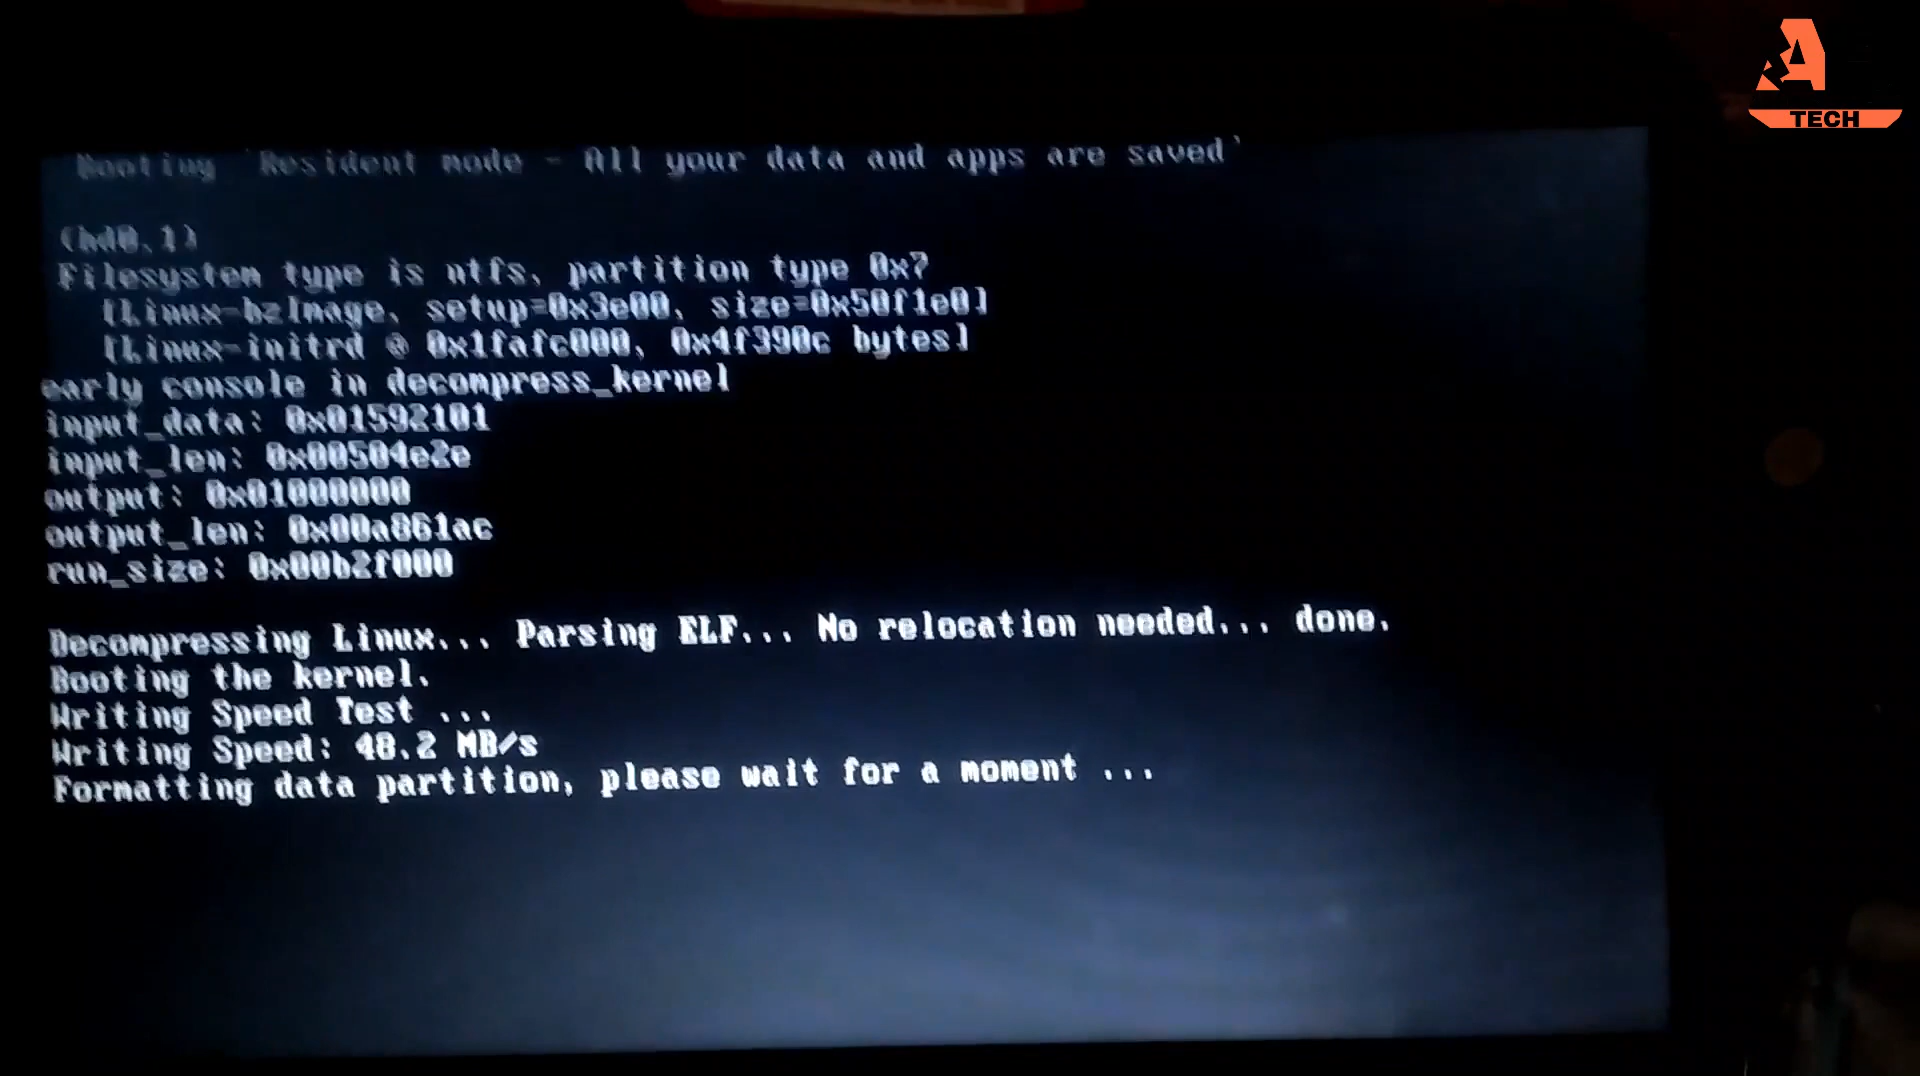 Booting 'Resident mode - All your data and apps are saved'
(hd0,1)
Filesystem type is ntfs, partition type 0x7
[Linux-bzImage, setup=0x3e00, size=0x50f1e0]
[Linux-initrd @ 0x1fafc000, 0x4f390c bytes]
early console in decompress_kernel
input_data: 0x01592101
input_len: 0x00504e2e
output: 0x01000000
output_len: 0x00a861ac
run_size: 0x00b2f000
Decompressing Linux... Parsing ELF... No relocation needed... done.
Booting the kernel.
Writing Speed Test ...
Writing Speed: 48.2 MB/s
Formatting data partition, please wait for a moment ...
A
TECH